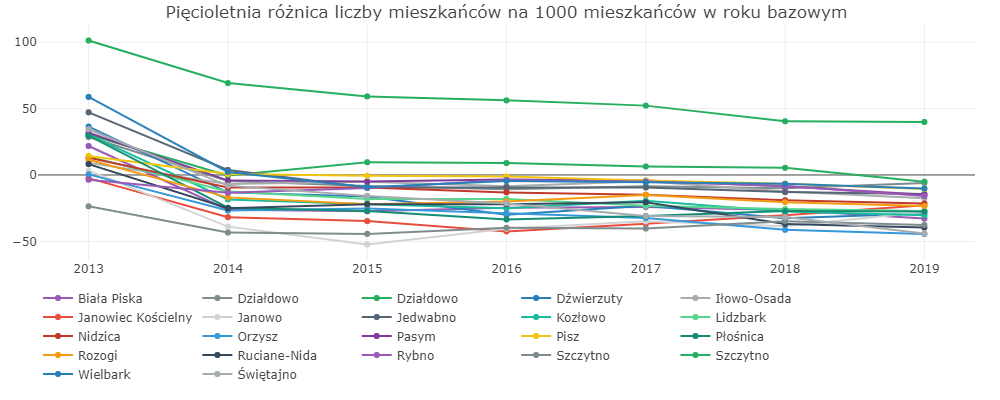 Pięcioletnia różnica liczby mieszkańców na 1000 mieszkańców w roku bazowym
100
50
0
−50
2013 2014 2015 2016 2017 2018 2019
Biała Piska Działdowo Działdowo Dźwierzuty Iłowo-Osada
Janowiec Kościelny Janowo Jedwabno Kozłowo Lidzbark
Nidzica Orzysz Pasym Pisz Płośnica
Rozogi Ruciane-Nida Rybno Szczytno Szczytno
Wielbark Świętajno